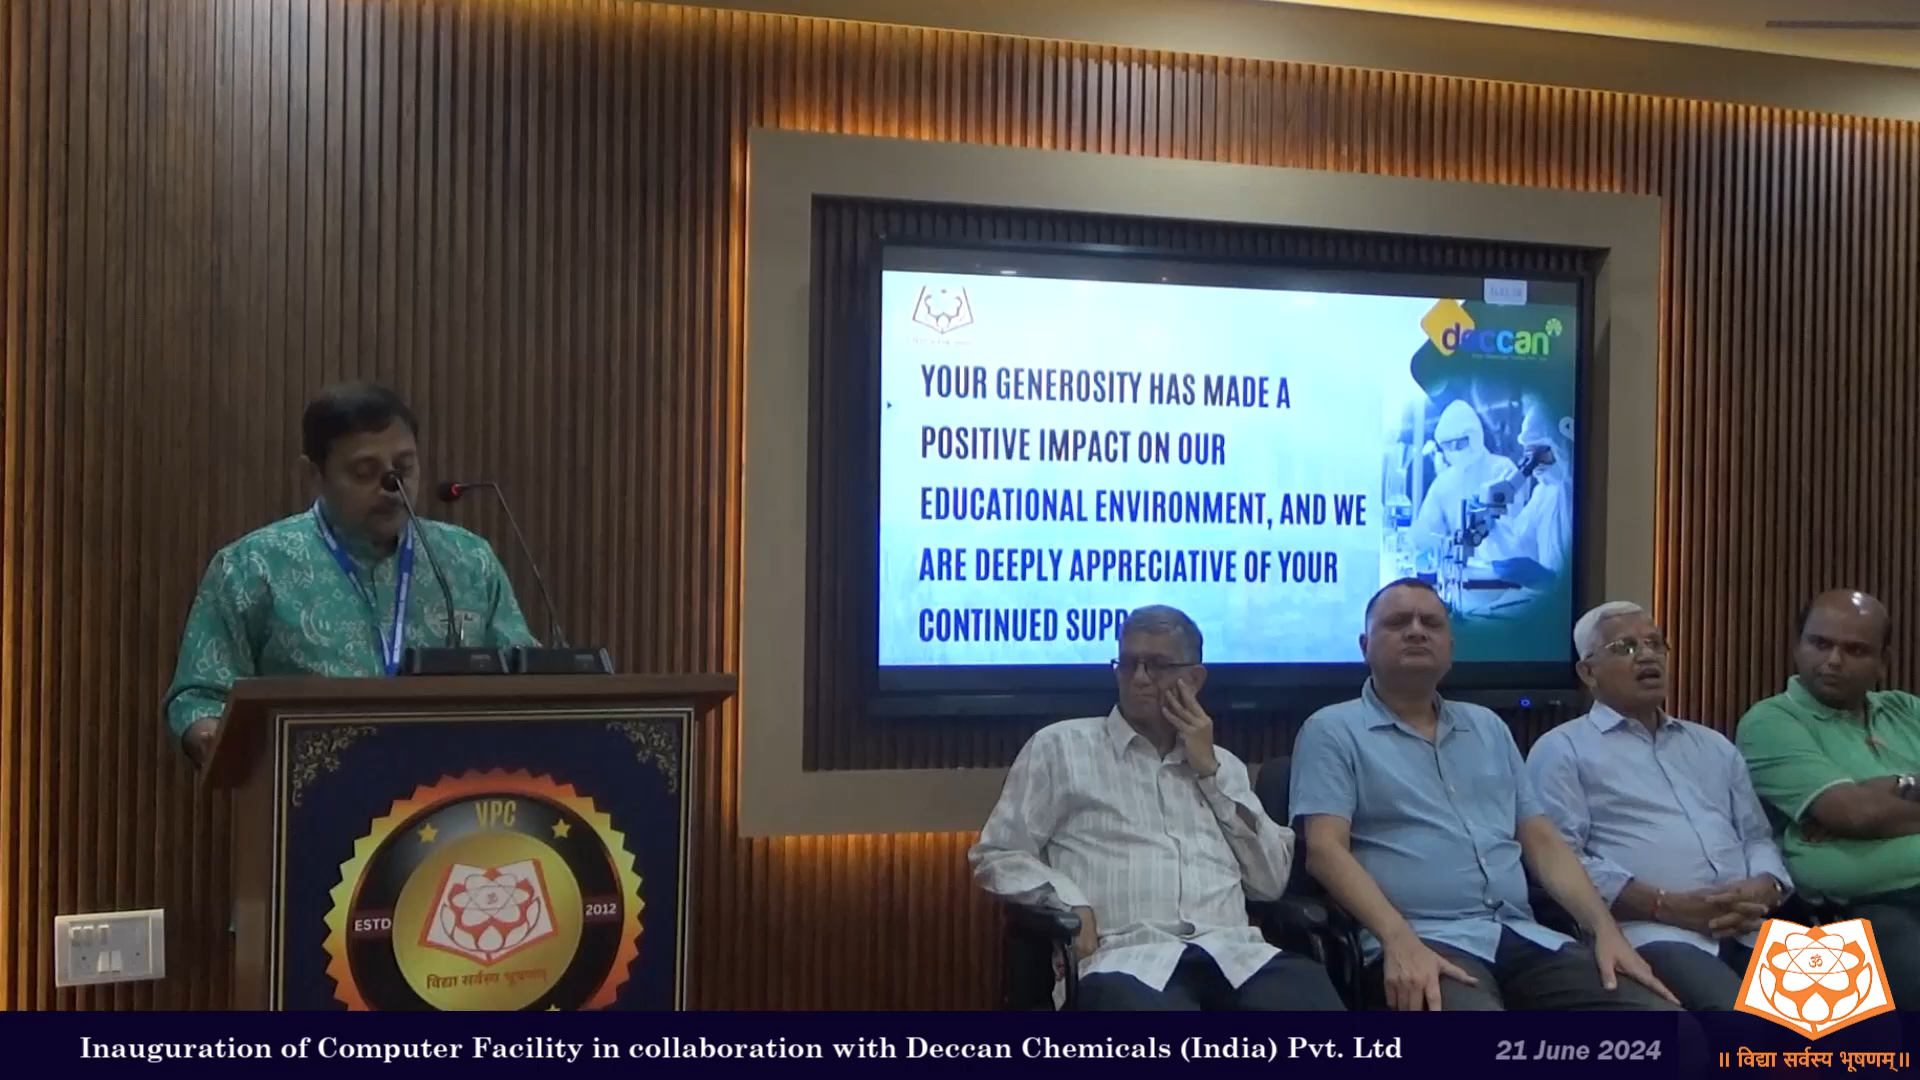 deccan
YOUR GENEROSITY HAS MADE A
POSITIVE IMPACT ON OUR
EDUCATIONAL ENVIRONMENT, AND WE
ARE DEEPLY APPRECIATIVE OF YOUR
CONTINUED SUPP
VPC
ESTD
2012
ॐ
विद्या सर्वस्य भूषणम्
Inauguration of Computer Facility in collaboration with Deccan Chemicals (India) Pvt. Ltd
21 June 2024
ॐ
॥ विद्या सर्वस्य भूषणम् ॥